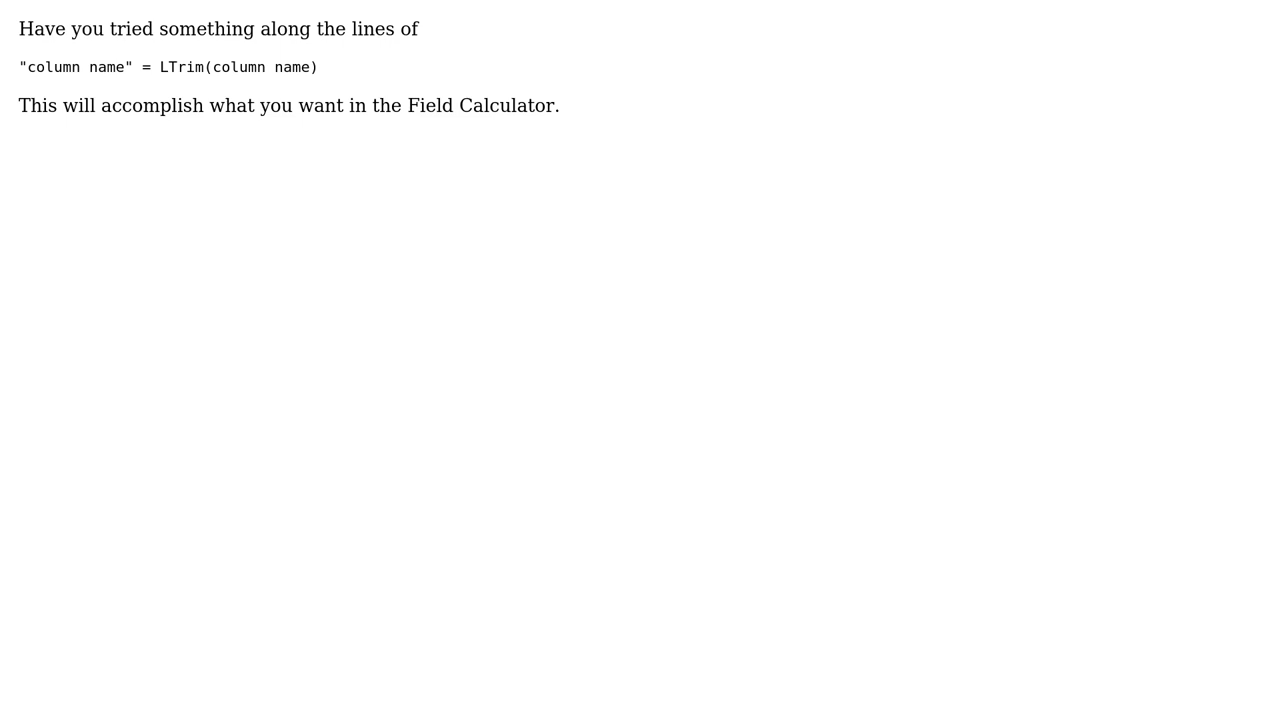 Have you tried something along the lines of
"column name" = LTrim(column name)
This will accomplish what you want in the Field Calculator.